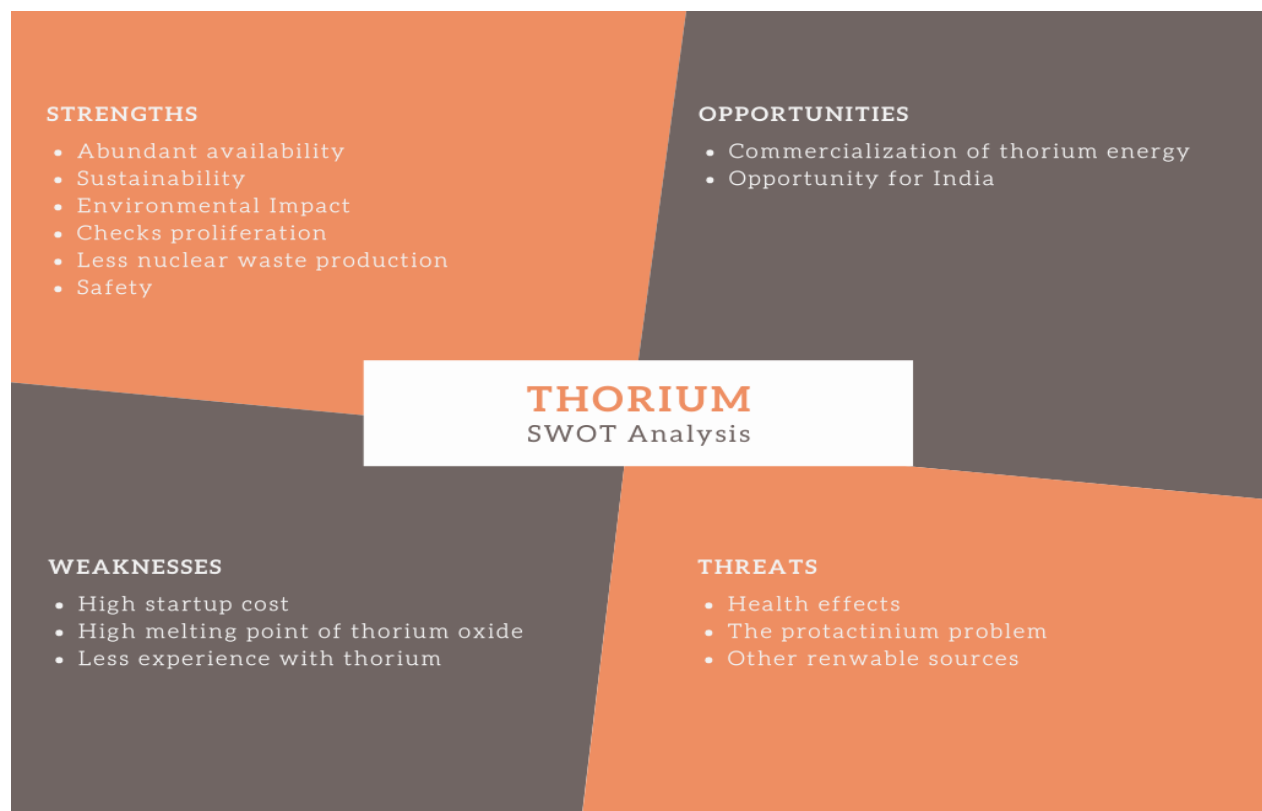 STRENGTHS
• Abundant availability
• Sustainability
• Environmental Impact
• Checks proliferation
• Less nuclear waste production
• Safety
OPPORTUNITIES
• Commercialization of thorium energy
• Opportunity for India
THORIUM
SWOT Analysis
WEAKNESSES
• High startup cost
• High melting point of thorium oxide
• Less experience with thorium
THREATS
• Health effects
• The protactinium problem
• Other renwable sources